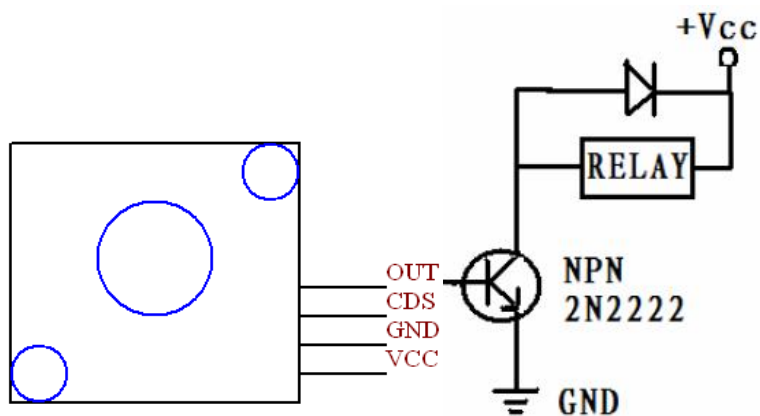 +Vcc
RELAY
OUT
CDS
GND
VCC
NPN
2N2222
GND